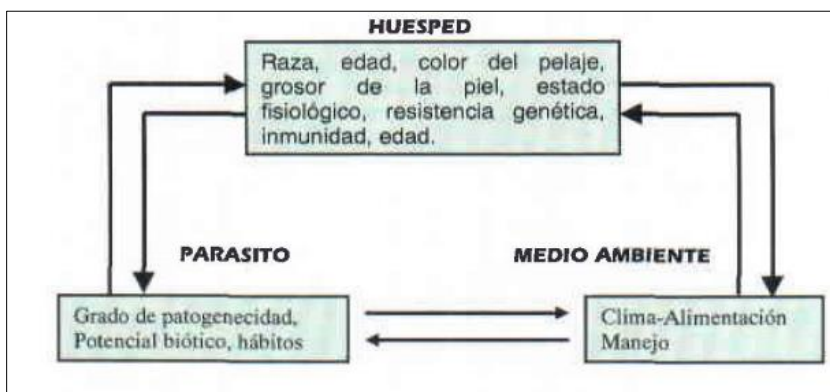 HUESPED
Raza, edad, color del pelaje,
grosor de la piel, estado
fisiológico, resistencia genética,
inmunidad, edad.
PARASITO
Grado de patogenecidad,
Potencial biótico, hábitos
MEDIO AMBIENTE
Clima-Alimentación
Manejo